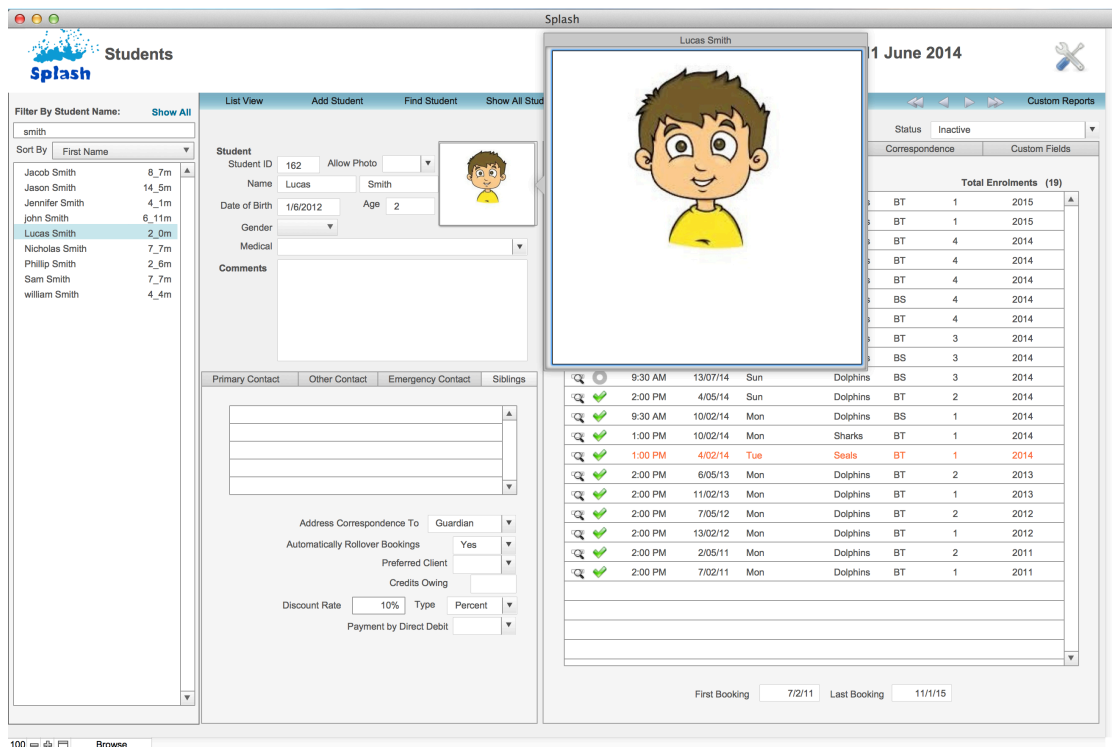 Splash
Splash
Students
Lucas Smith
1 June 2014
List View Add Student Find Student Show All Stud
Custom Reports
Filter By Student Name: Show All
smith
Sort By First Name
Jacob Smith 8_7m
Jason Smith 14_5m
Jennifer Smith 4_1m
john Smith 6_11m
Lucas Smith 2_0m
Nicholas Smith 7_7m
Phillip Smith 2_6m
Sam Smith 7_7m
william Smith 4_4m
Student
Student ID 162 Allow Photo
Name Lucas Smith
Date of Birth 1/6/2012 Age 2
Gender
Medical
Comments
Primary Contact Other Contact Emergency Contact Siblings
Address Correspondence To Guardian
Automatically Rollover Bookings Yes
Preferred Client
Credits Owing
Discount Rate 10% Type Percent
Payment by Direct Debit
Status Inactive
Correspondence Custom Fields
Total Enrolments (19)
s BT 1 2015
s BT 1 2015
s BT 4 2014
s BT 4 2014
s BT 4 2014
s BS 4 2014
s BT 4 2014
s BT 3 2014
s BS 3 2014
9:30 AM 13/07/14 Sun Dolphins BS 3 2014
2:00 PM 4/05/14 Sun Dolphins BT 2 2014
9:30 AM 10/02/14 Mon Dolphins BS 1 2014
1:00 PM 10/02/14 Mon Sharks BT 1 2014
1:00 PM 4/02/14 Tue Seals BT 1 2014
2:00 PM 6/05/13 Mon Dolphins BT 2 2013
2:00 PM 11/02/13 Mon Dolphins BT 1 2013
2:00 PM 7/05/12 Mon Dolphins BT 2 2012
2:00 PM 13/02/12 Mon Dolphins BT 1 2012
2:00 PM 2/05/11 Mon Dolphins BT 2 2011
2:00 PM 7/02/11 Mon Dolphins BT 1 2011
First Booking 7/2/11 Last Booking 11/1/15
100 Browse